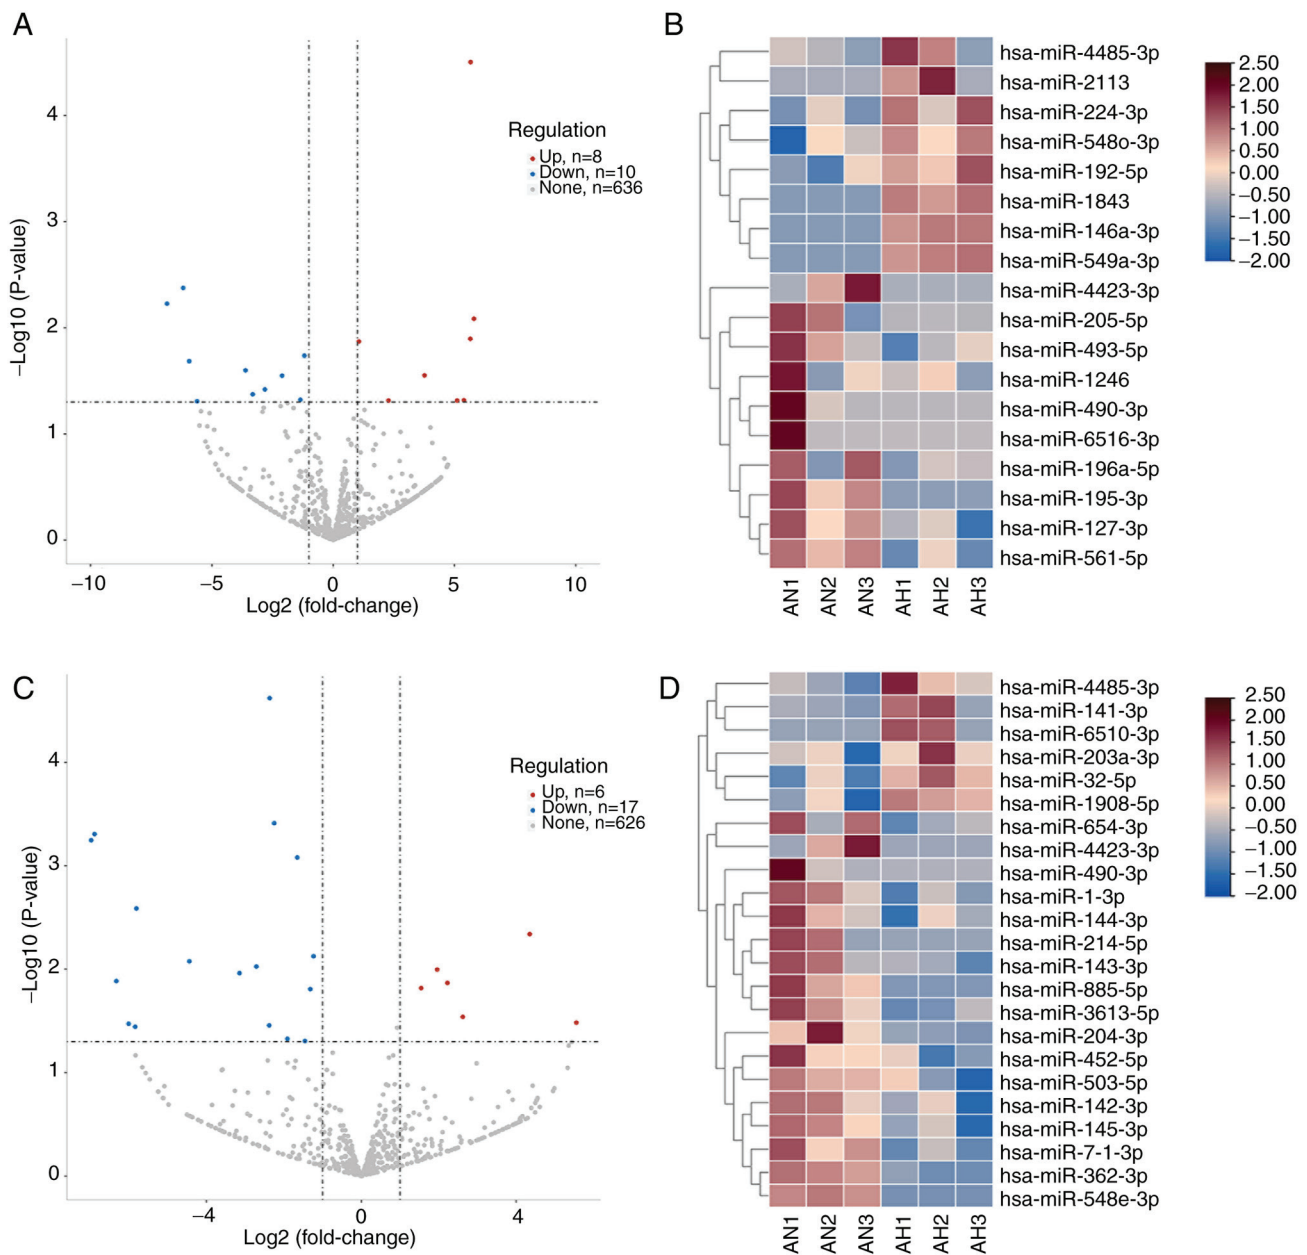 A
4
3
2
1
0
−Log10 (P-value)
Regulation
Up, n=8
Down, n=10
None, n=636
−10
−5
0
5
10
Log2 (fold-change)
B
hsa-miR-4485-3p
hsa-miR-2113
hsa-miR-224-3p
hsa-miR-548o-3p
hsa-miR-192-5p
hsa-miR-1843
hsa-miR-146a-3p
hsa-miR-549a-3p
hsa-miR-4423-3p
hsa-miR-205-5p
hsa-miR-493-5p
hsa-miR-1246
hsa-miR-490-3p
hsa-miR-6516-3p
hsa-miR-196a-5p
hsa-miR-195-3p
hsa-miR-127-3p
hsa-miR-561-5p
AN1
AN2
AN3
AH1
AH2
AH3
2.50
2.00
1.50
1.00
0.50
0.00
−0.50
−1.00
−1.50
−2.00
C
4
3
2
1
0
−Log10 (P-value)
Regulation
Up, n=6
Down, n=17
None, n=626
−4
0
4
Log2 (fold-change)
D
hsa-miR-4485-3p
hsa-miR-141-3p
hsa-miR-6510-3p
hsa-miR-203a-3p
hsa-miR-32-5p
hsa-miR-1908-5p
hsa-miR-654-3p
hsa-miR-4423-3p
hsa-miR-490-3p
hsa-miR-1-3p
hsa-miR-144-3p
hsa-miR-214-5p
hsa-miR-143-3p
hsa-miR-885-5p
hsa-miR-3613-5p
hsa-miR-204-3p
hsa-miR-452-5p
hsa-miR-503-5p
hsa-miR-142-3p
hsa-miR-145-3p
hsa-miR-7-1-3p
hsa-miR-362-3p
hsa-miR-548e-3p
AN1
AN2
AN3
AH1
AH2
AH3
2.50
2.00
1.50
1.00
0.50
0.00
−0.50
−1.00
−1.50
−2.00